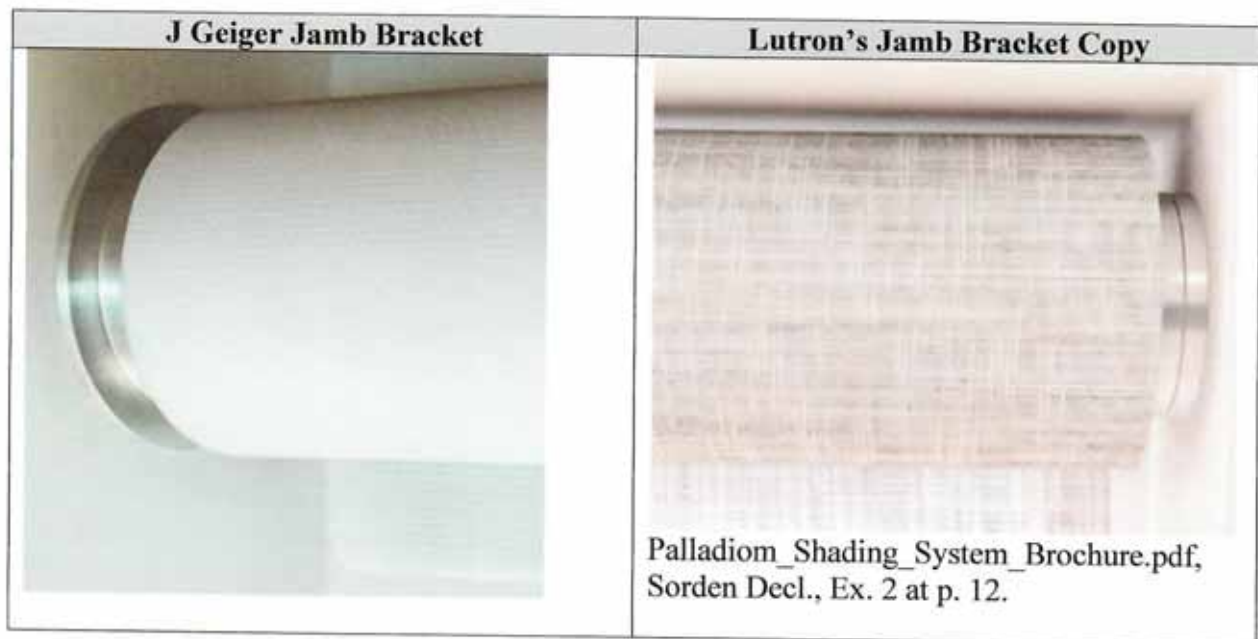 J Geiger Jamb Bracket
Lutron's Jamb Bracket Copy
Palladiom_Shading_System_Brochure.pdf,
Sorden Decl., Ex. 2 at p. 12.